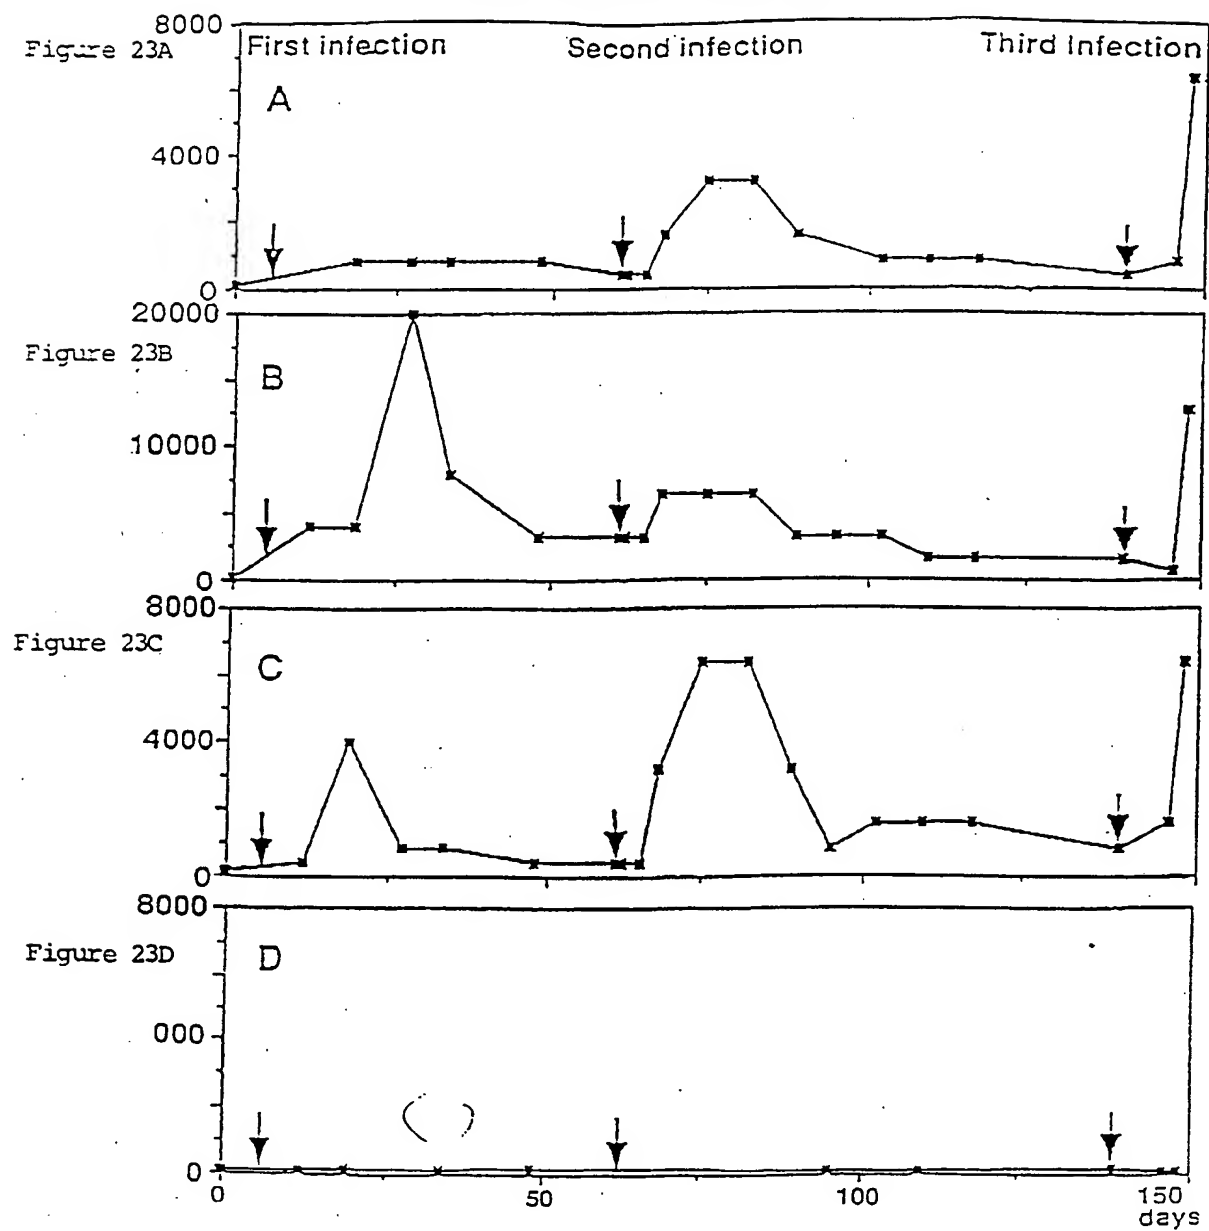 8000
Figure 23A
First infection
Second infection
Third Infection
A
4000
0
20000
Figure 23B
B
10000
0
8000
Figure 23C
C
4000
0
8000
Figure 23D
D
000
0
0
50
100
150
days